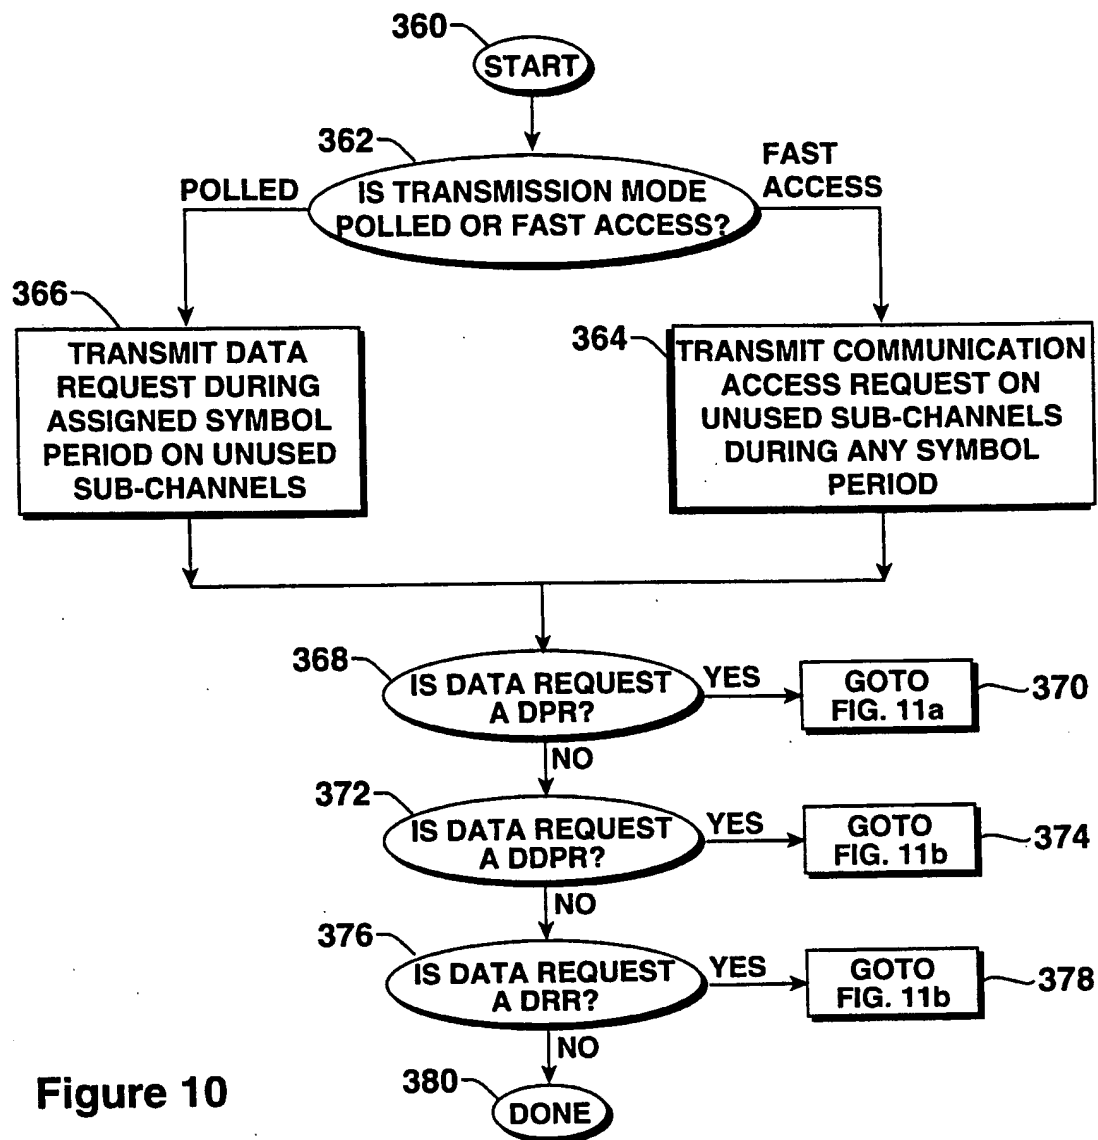 360
START
362
IS TRANSMISSION MODE
POLLED OR FAST ACCESS?
POLLED
FAST
ACCESS
366
TRANSMIT DATA
REQUEST DURING
ASSIGNED SYMBOL
PERIOD ON UNUSED
SUB-CHANNELS
364
TRANSMIT COMMUNICATION
ACCESS REQUEST ON
UNUSED SUB-CHANNELS
DURING ANY SYMBOL
PERIOD
368
IS DATA REQUEST
A DPR?
YES
GOTO
FIG. 11a
370
NO
372
IS DATA REQUEST
A DDPR?
YES
GOTO
FIG. 11b
374
NO
376
IS DATA REQUEST
A DRR?
YES
GOTO
FIG. 11b
378
NO
380
DONE
Figure 10